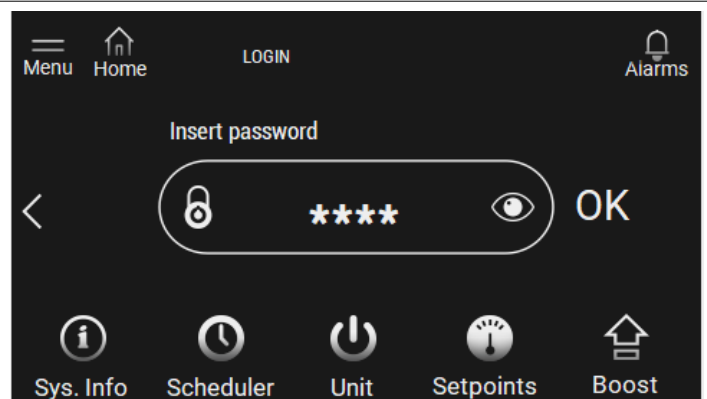 LOGIN
Menu Home Alarms
Insert password
**** OK
Sys. Info Scheduler Unit Setpoints Boost